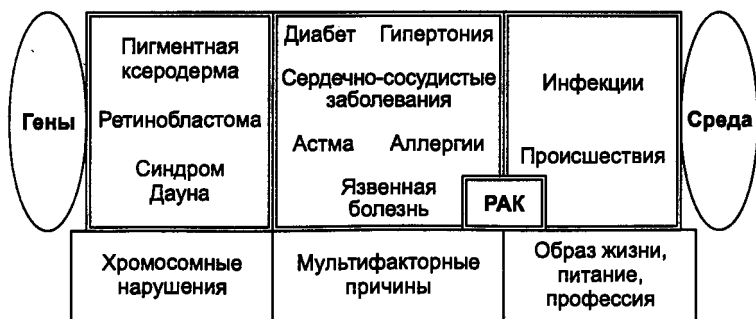 Гены
Пигментная
ксеродерма
Ретинобластома
Синдром
Дауна
Диабет Гипертония
Сердечно-сосудистые
заболевания
Астма Аллергии
Язвенная
болезнь
РАК
Инфекции
Происшествия
Среда
Хромосомные
нарушения
Мультифакторные
причины
Образ жизни,
питание,
профессия